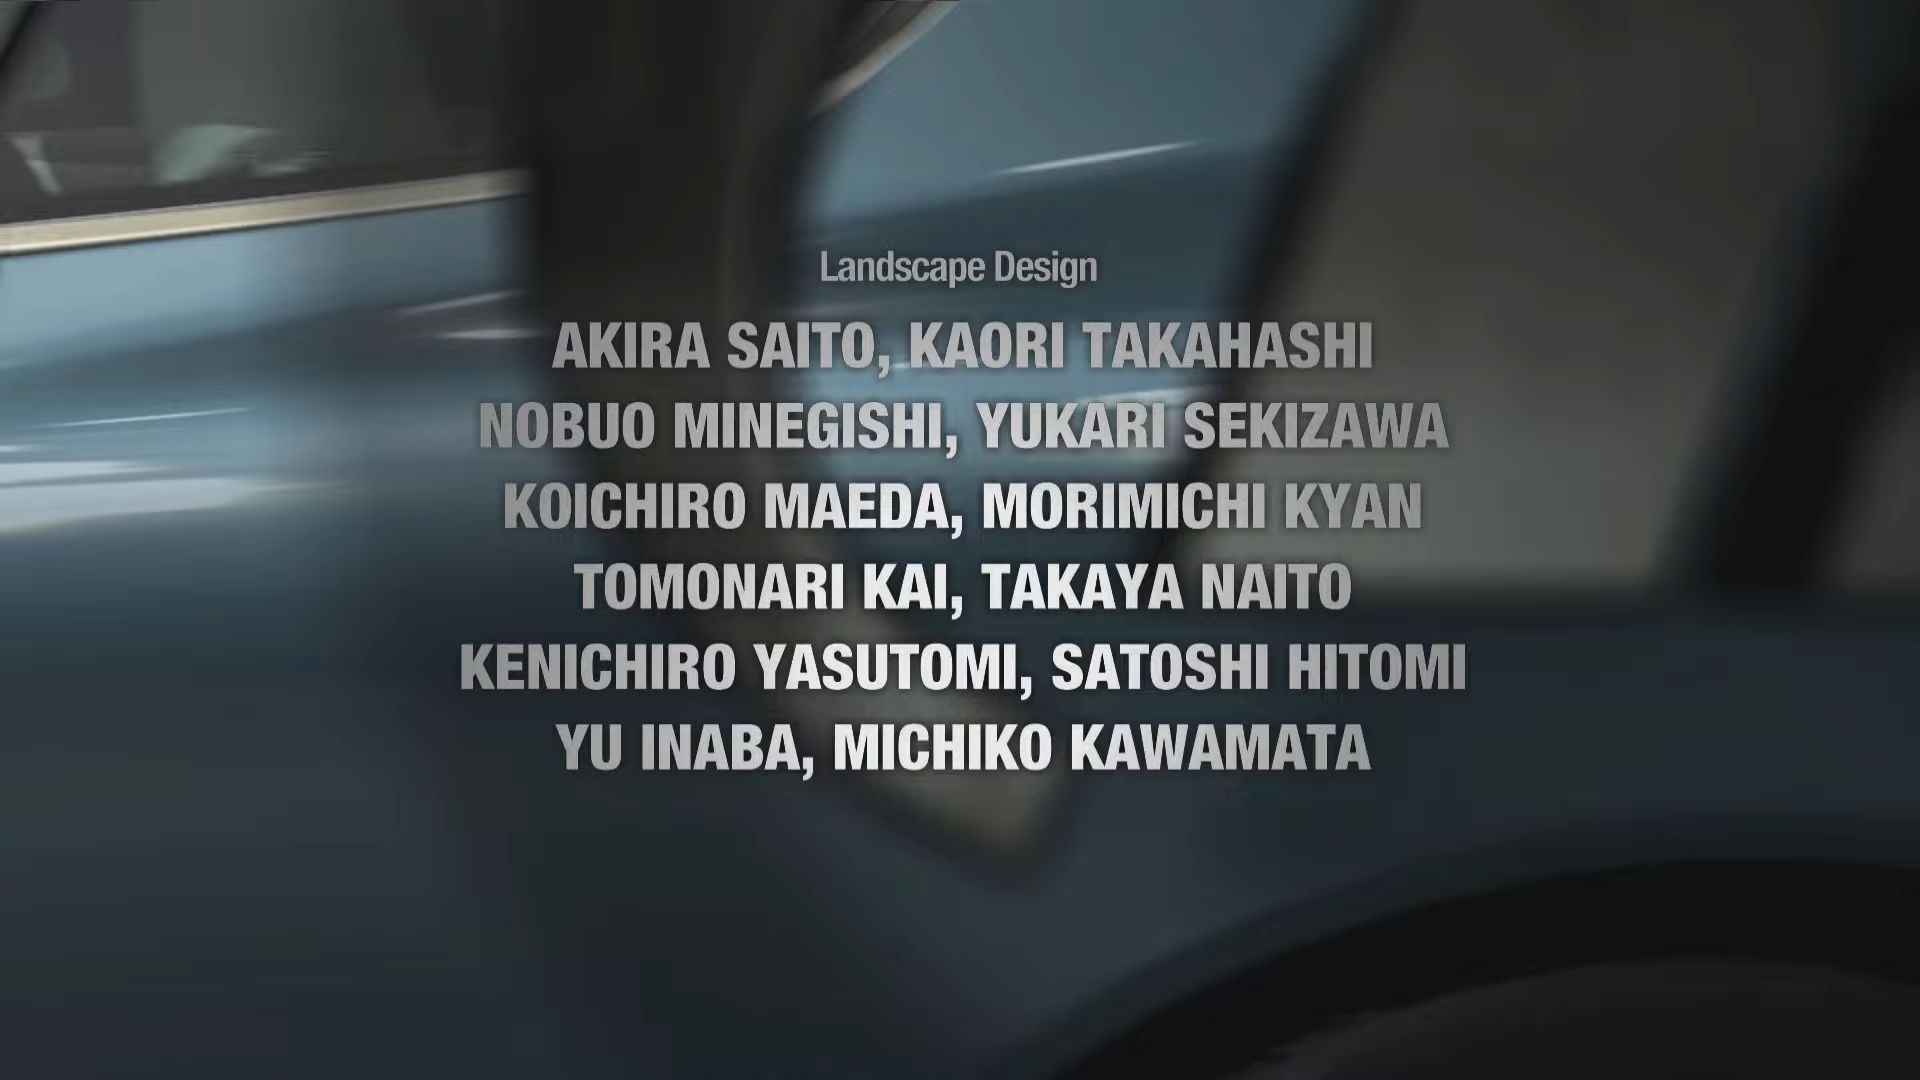 Landscape Design
AKIRA SAITO, KAORI TAKAHASHI
NOBUO MINEGISHI, YUKARI SEKIZAWA
KOICHIRO MAEDA, MORIMICHI KYAN
TOMONARI KAI, TAKAYA NAITO
KENICHIRO YASUTOMI, SATOSHI HITOMI
YU INABA, MICHIKO KAWAMATA